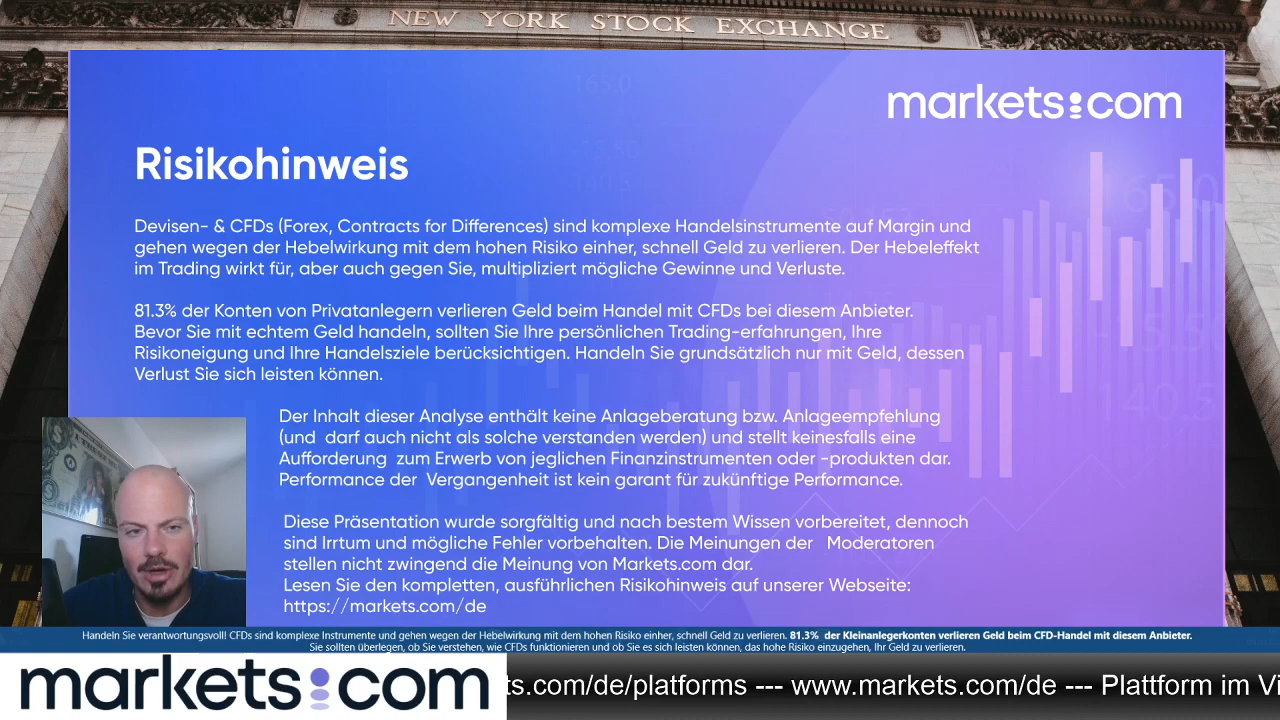 NEW YORK STOCK EXCHANGE
markets:com
Risikohinweis
Devisen- & CFDs (Forex, Contracts for Differences) sind komplexe Handelsinstrumente auf Margin und
gehen wegen der Hebelwirkung mit dem hohen Risiko einher, schnell Geld zu verlieren. Der Hebeleffekt
im Trading wirkt für, aber auch gegen Sie, multipliziert mögliche Gewinne und Verluste.
81.3% der Konten von Privatanlegern verlieren Geld beim Handel mit CFDs bei diesem Anbieter.
Bevor Sie mit echtem Geld handeln, sollten Sie Ihre persönlichen Trading-erfahrungen, Ihre
Risikoneigung und Ihre Handelsziele berücksichtigen. Handeln Sie grundsätzlich nur mit Geld, dessen
Verlust Sie sich leisten können.
Der Inhalt dieser Analyse enthält keine Anlageberatung bzw. Anlageempfehlung
(und darf auch nicht als solche verstanden werden) und stellt keinesfalls eine
Aufforderung zum Erwerb von jeglichen Finanzinstrumenten oder -produkten dar.
Performance der Vergangenheit ist kein garant für zukünftige Performance.
Diese Präsentation wurde sorgfältig und nach bestem Wissen vorbereitet, dennoch
sind Irrtum und mögliche Fehler vorbehalten. Die Meinungen der Moderatoren
stellen nicht zwingend die Meinung von Markets.com dar.
Lesen Sie den kompletten, ausführlichen Risikohinweis auf unserer Webseite:
https://markets.com/de
Handeln Sie verantwortungsvoll! CFDs sind komplexe Instrumente und gehen wegen der Hebelwirkung mit dem hohen Risiko einher, schnell Geld zu verlieren. 81.3% der Kleinanlegerkonten verlieren Geld beim CFD-Handel mit diesem Anbieter.
Sie sollten überlegen, ob Sie verstehen, wie CFDs funktionieren und ob Sie es sich leisten können, das hohe Risiko einzugehen, Ihr Geld zu verlieren.
markets:com
ts.com/de/platforms --- www.markets.com/de --- Plattform im Vi